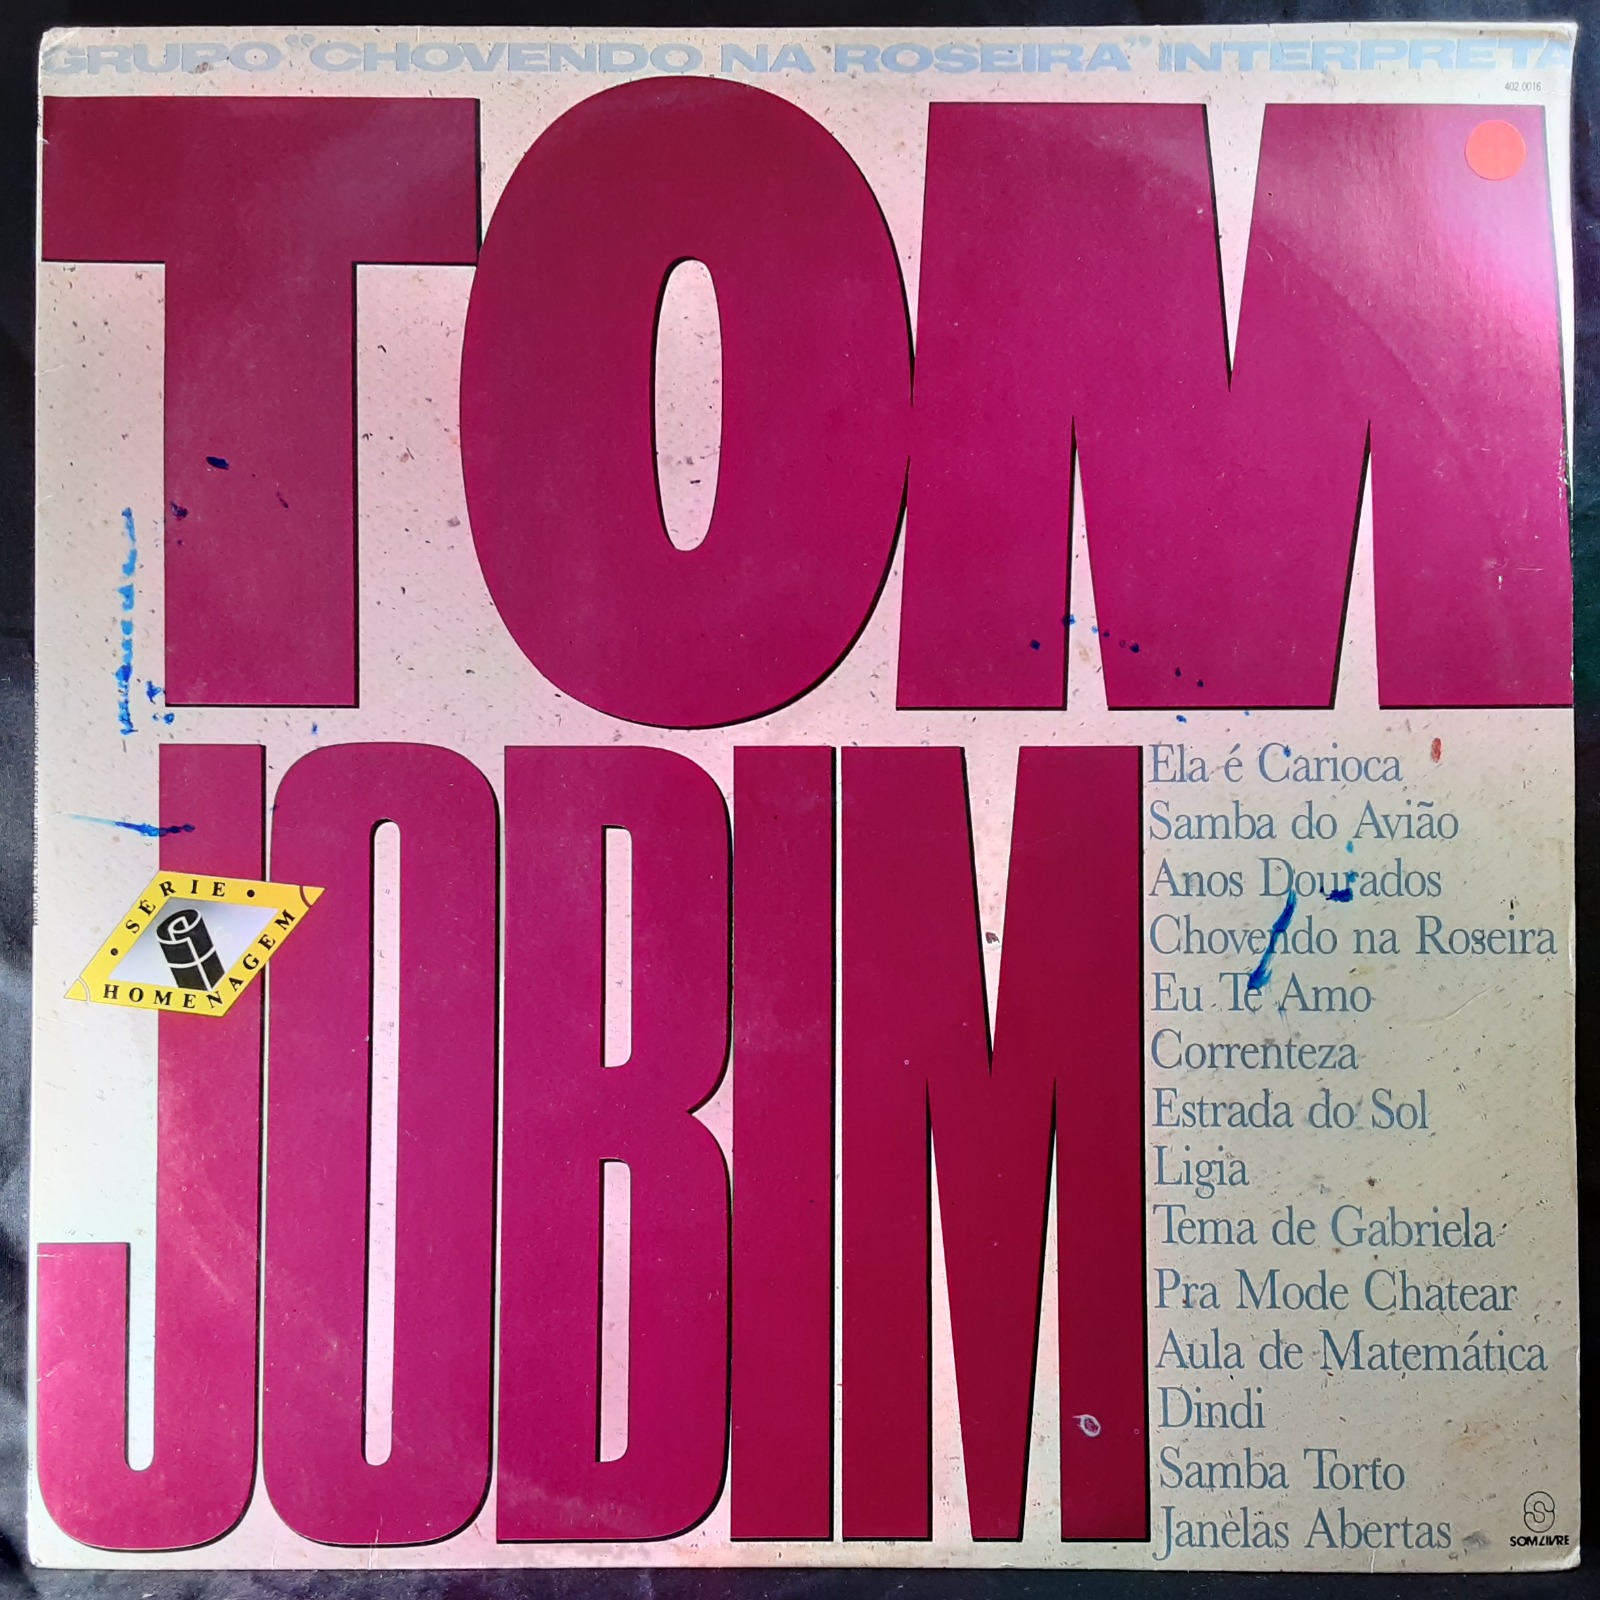 GRUPO "CHOVENDO NA ROSEIRA" INTERPRETA
402.0016
TOM
JOBIM
• SÉRIE •
HOMENAGEM
Ela é Carioca
Samba do Avião
Anos Dourados
Chovendo na Roseira
Eu Te Amo
Correnteza
Estrada do Sol
Ligia
Tema de Gabriela
Pra Mode Chatear
Aula de Matemática
Dindi
Samba Torto
Janelas Abertas
SOM LIVRE